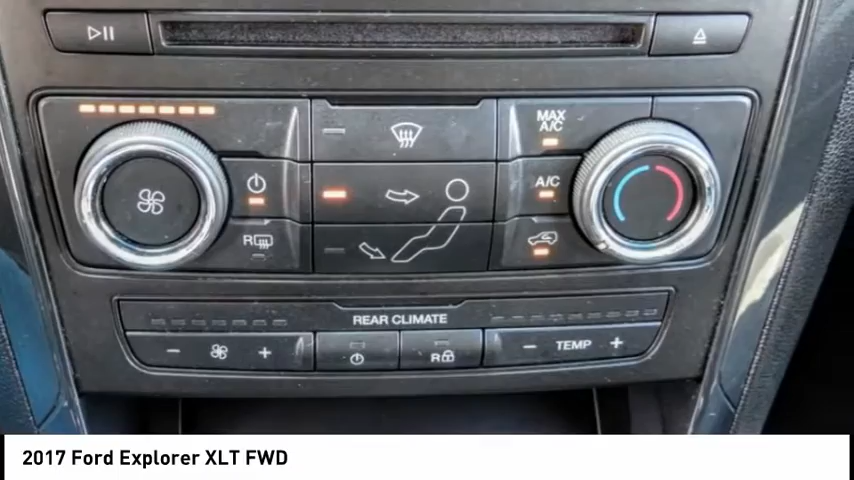 MAX
A/C
A/C
R
REAR CLIMATE
− + R − TEMP +
2017 Ford Explorer XLT FWD